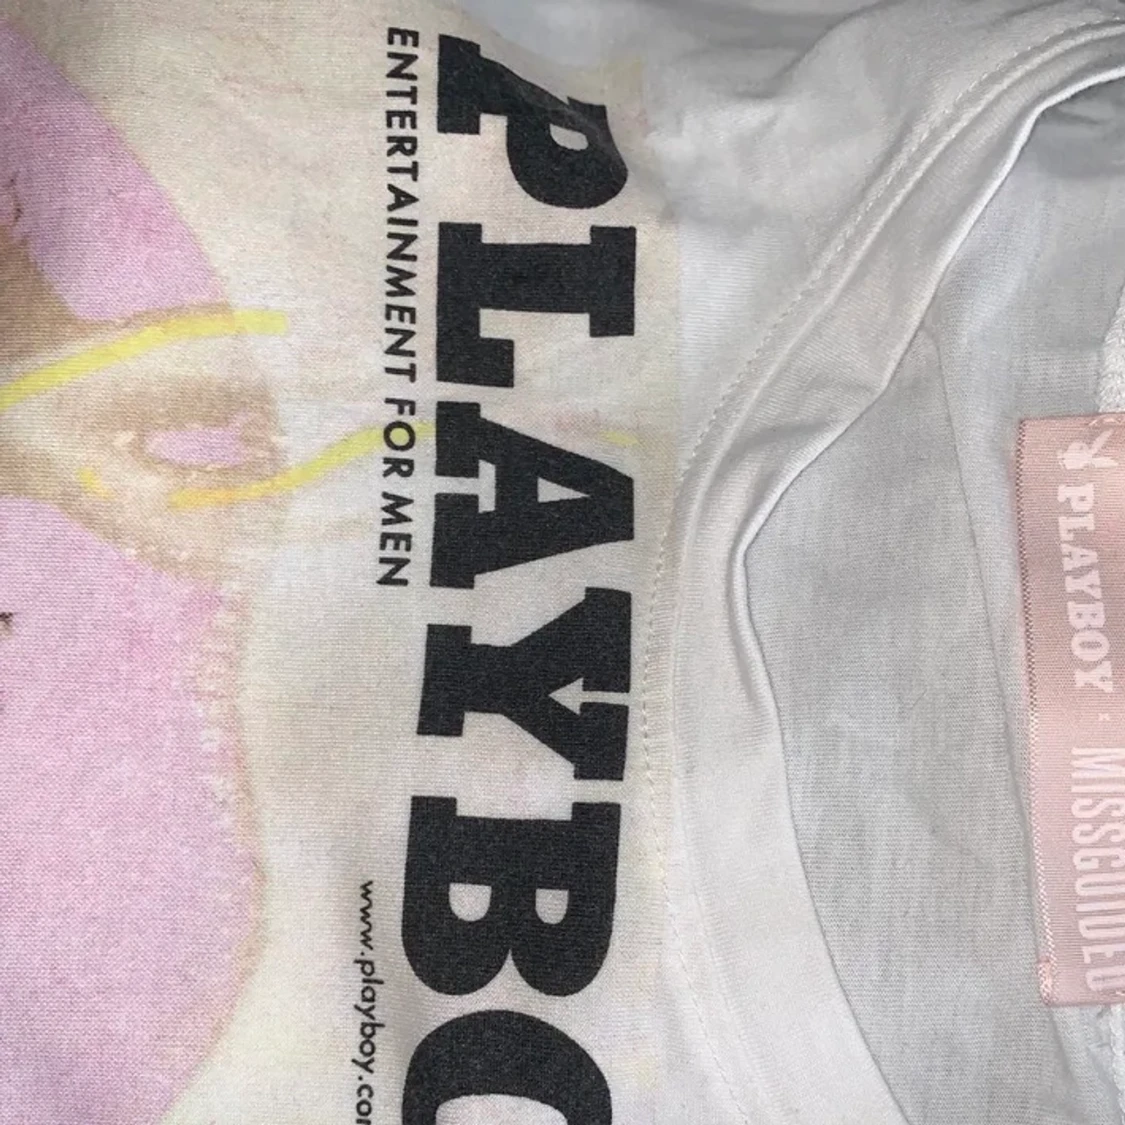 PLAYBO
ENTERTAINMENT FOR MEN
www.playboy.co
PLAYBOY × MISSGUIDED